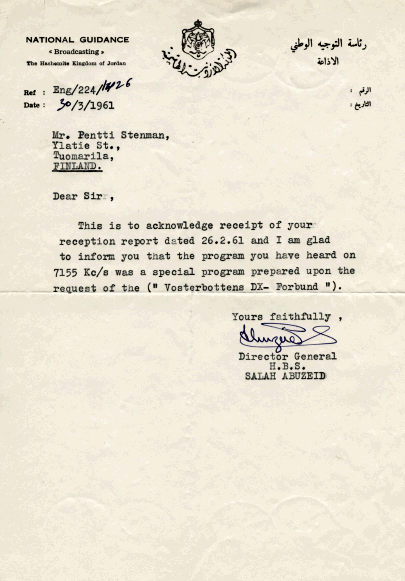 NATIONAL GUIDANCE
« Broadcasting »
The Hashemite Kingdom of Jordan
رئاسة التوجيه الوطني
الاذاعة
المملكة الاردنية الهاشمية
Ref : Eng/224/
الرقم :
Date : 30/3/1961
التاريخ :
Mr. Pentti Stenman,
Ylatie St.,
Tuomarila,
FINLAND.
Dear Sir,
This is to acknowledge receipt of your
reception report dated 26.2.61 and I am glad
to inform you that the program you have heard on
7155 Kc/s was a special program prepared upon the
request of the (" Vosterbottens DX- Forbund ").
Yours faithfully ,
Director General
H.B.S.
SALAH ABUZEID